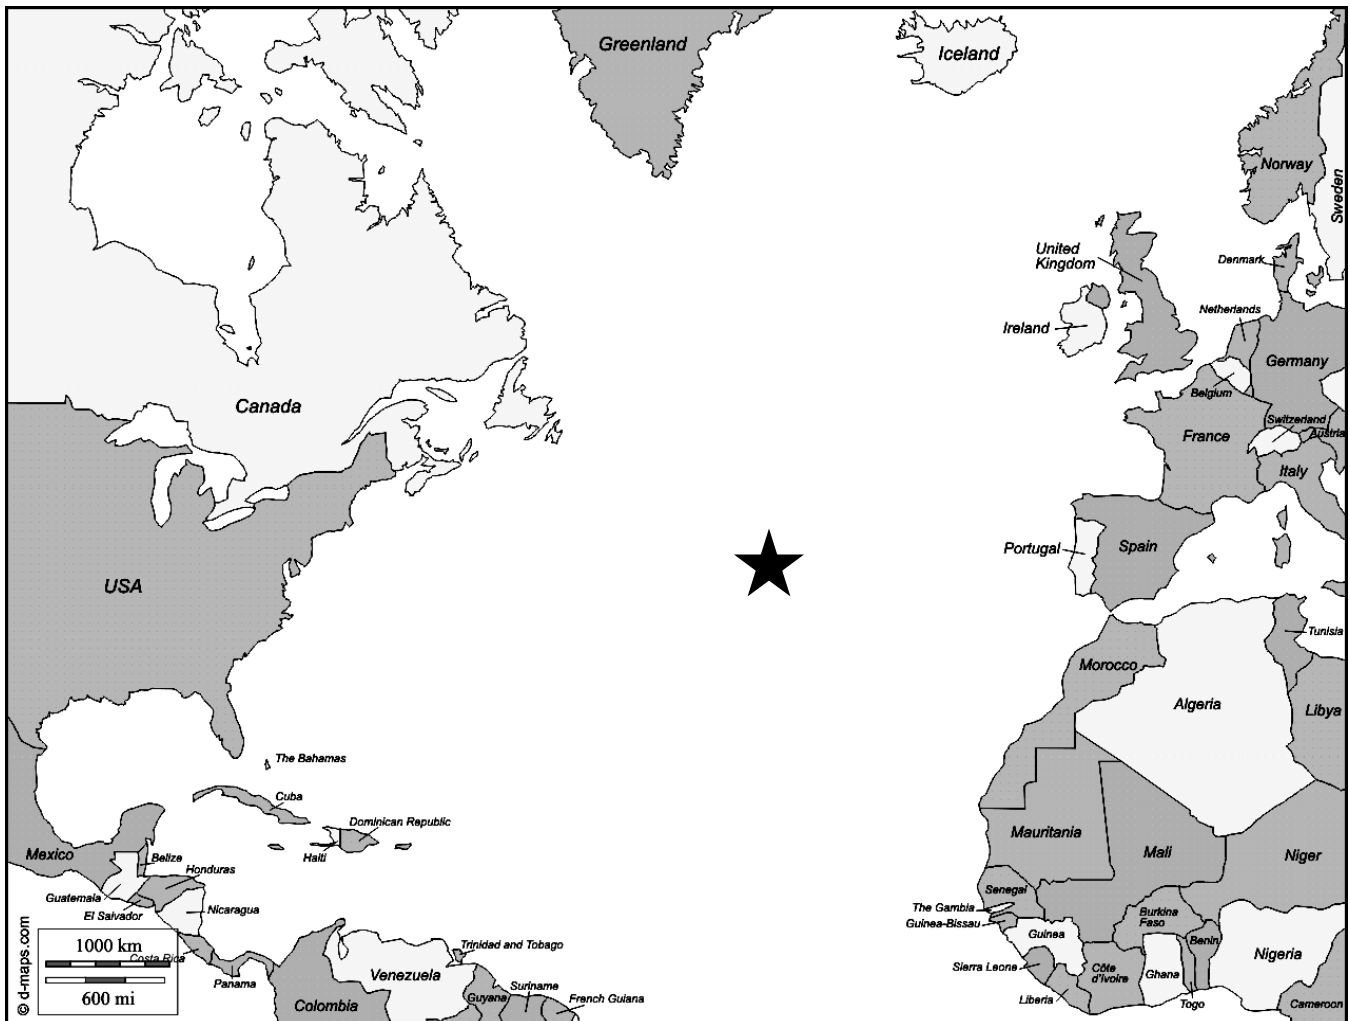 Greenland
Iceland
Norway
Sweden
United
Kingdom
Denmark
Netherlands
Ireland
Germany
Belgium
Canada
Switzerland
Austria
France
Italy
Portugal
Spain
USA
Tunisia
Morocco
Algeria
Libya
The Bahamas
Cuba
Dominican Republic
Haiti
Mauritania
Mali
Niger
Mexico
Belize
Honduras
Guatemala
El Salvador
Nicaragua
Senegal
The Gambia
Guinea-Bissau
Burkina
Faso
Guinea
Benin
Nigeria
1000 km
Costa Rica
600 mi
Panama
Trinidad and Tobago
Venezuela
Colombia
Guyana
Suriname
French Guiana
Sierra Leone
Liberia
Côte
d'Ivoire
Ghana
Togo
Cameroon
© d-maps.com